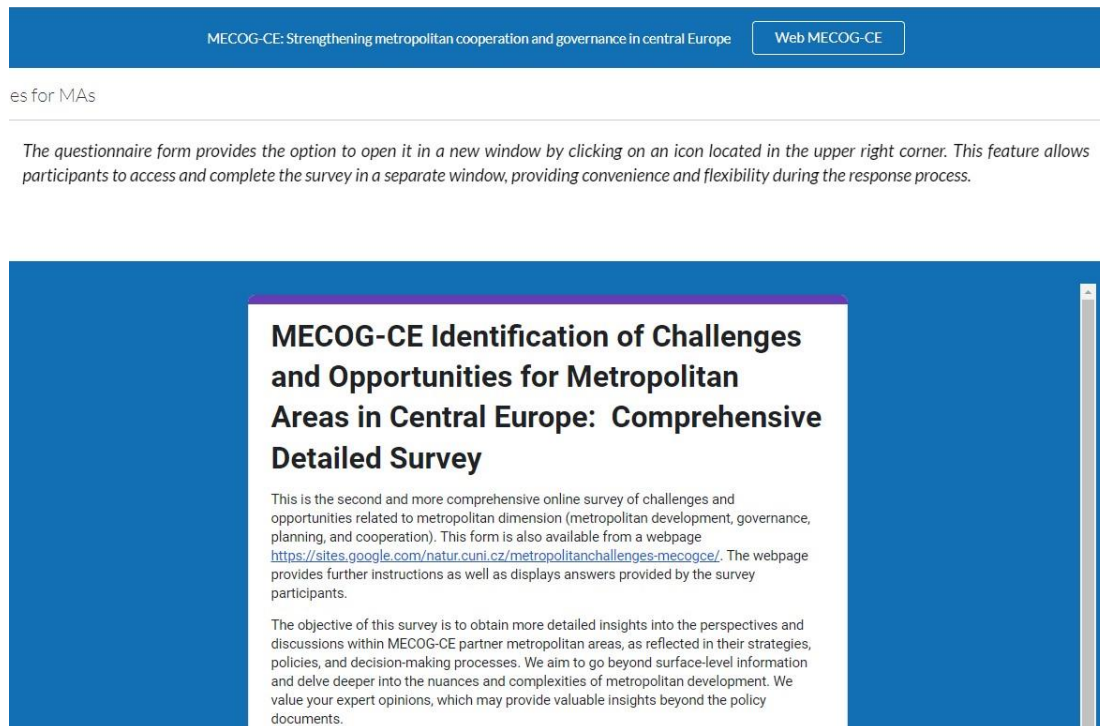 MECOG-CE: Strengthening metropolitan cooperation and governance in central Europe
Web MECOG-CE
es for MAs
The questionnaire form provides the option to open it in a new window by clicking on an icon located in the upper right corner. This feature allows
participants to access and complete the survey in a separate window, providing convenience and flexibility during the response process.
MECOG-CE Identification of Challenges
and Opportunities for Metropolitan
Areas in Central Europe:  Comprehensive
Detailed Survey
This is the second and more comprehensive online survey of challenges and
opportunities related to metropolitan dimension (metropolitan development, governance,
planning, and cooperation). This form is also available from a webpage
https://sites.google.com/natur.cuni.cz/metropolitanchallenges-mecogce/. The webpage
provides further instructions as well as displays answers provided by the survey
participants.
The objective of this survey is to obtain more detailed insights into the perspectives and
discussions within MECOG-CE partner metropolitan areas, as reflected in their strategies,
policies, and decision-making processes. We aim to go beyond surface-level information
and delve deeper into the nuances and complexities of metropolitan development. We
value your expert opinions, which may provide valuable insights beyond the policy
documents.